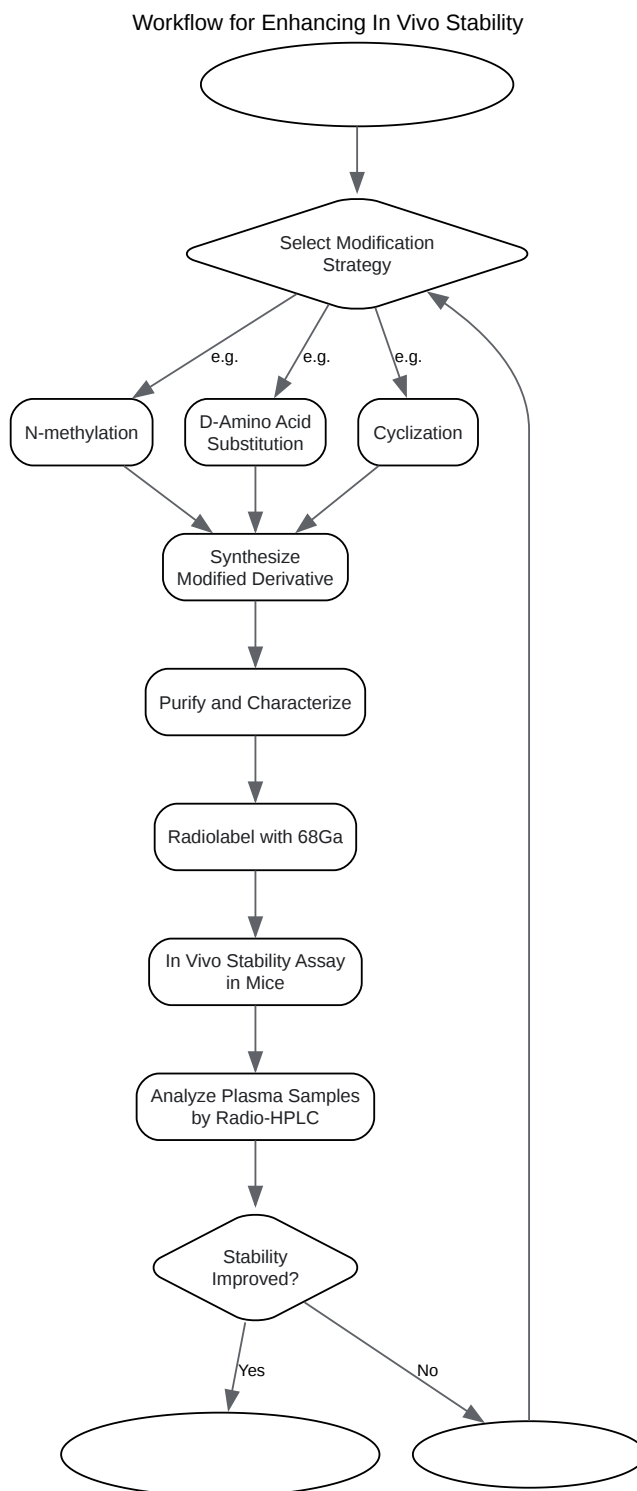 Workflow for Enhancing In Vivo Stability
Select Modification
Strategy
e.g.
e.g.
e.g.
N-methylation
D-Amino Acid
Substitution
Cyclization
Synthesize
Modified Derivative
Purify and Characterize
Radiolabel with 68Ga
In Vivo Stability Assay
in Mice
Analyze Plasma Samples
by Radio-HPLC
Stability
Improved?
Yes
No